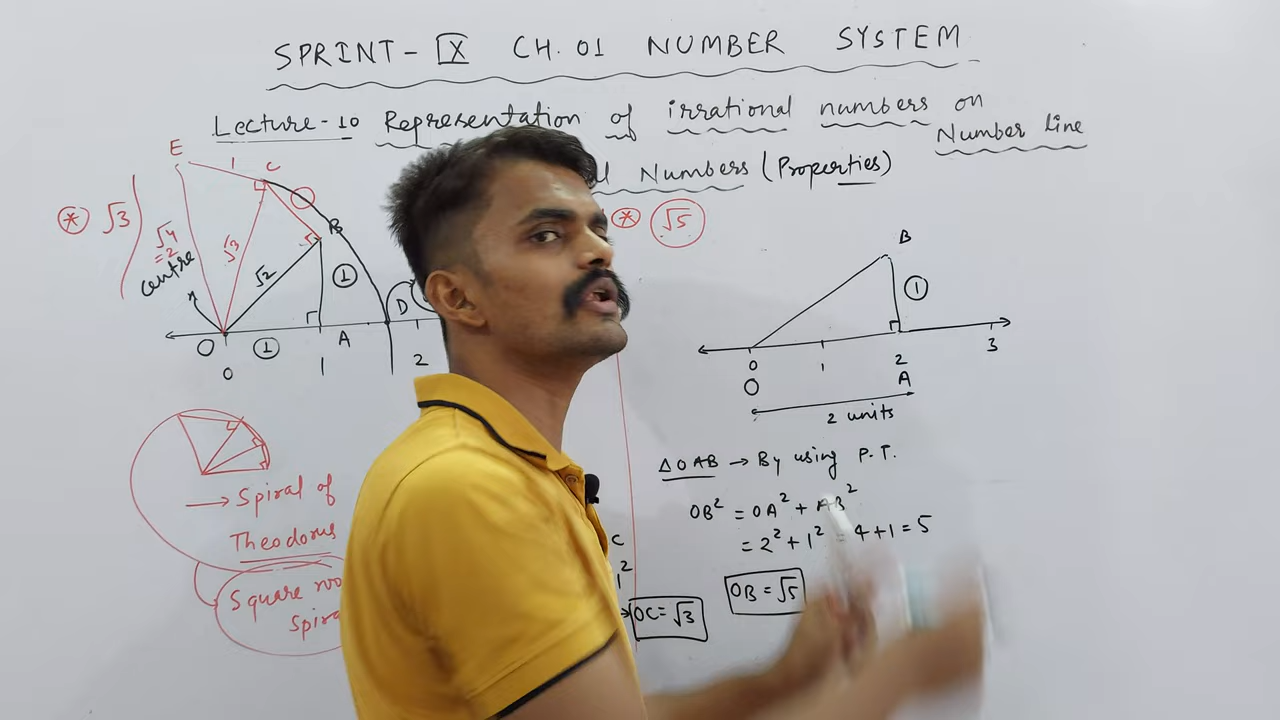 SPRINT-IX CH. 01 NUMBER SYSTEM
Lecture-10 Representation of irrational numbers on
Number line
Numbers (Properties)
* √3
E
1
C
B
√4
=2
√3
√2
centre
1
D
O
1
A
0
1
2
Spiral of
Theodorus
Square
OC=√3
* √5
B
1
0
1
2
3
O
A
2 units
△OAB → By using P.T.
OB² = OA² + AB²
= 2² + 1² = 4+1 = 5
OB = √5